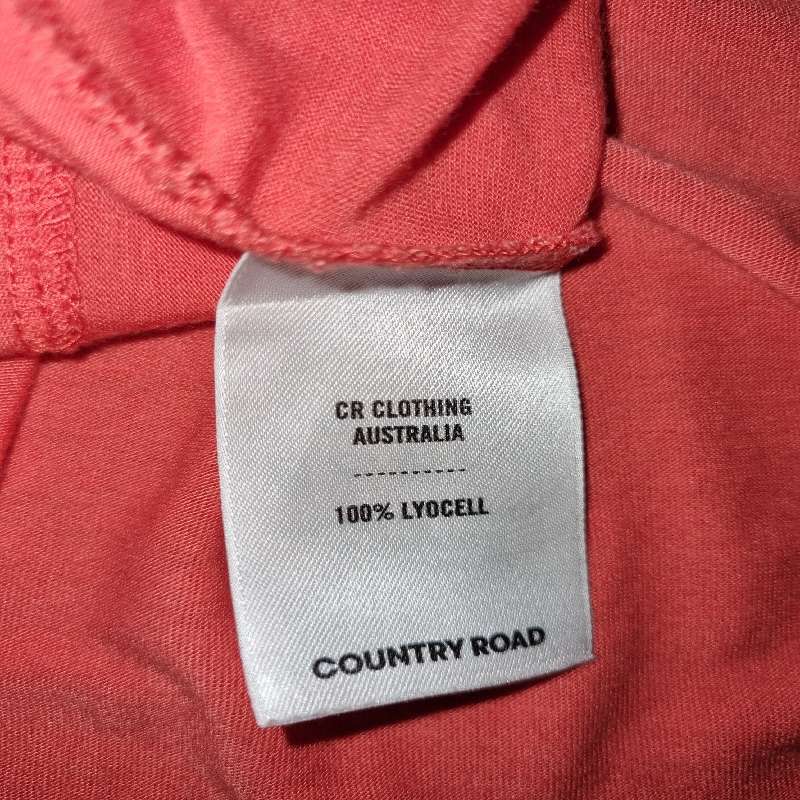 CR CLOTHING
AUSTRALIA
----------
100% LYOCELL
COUNTRY ROAD